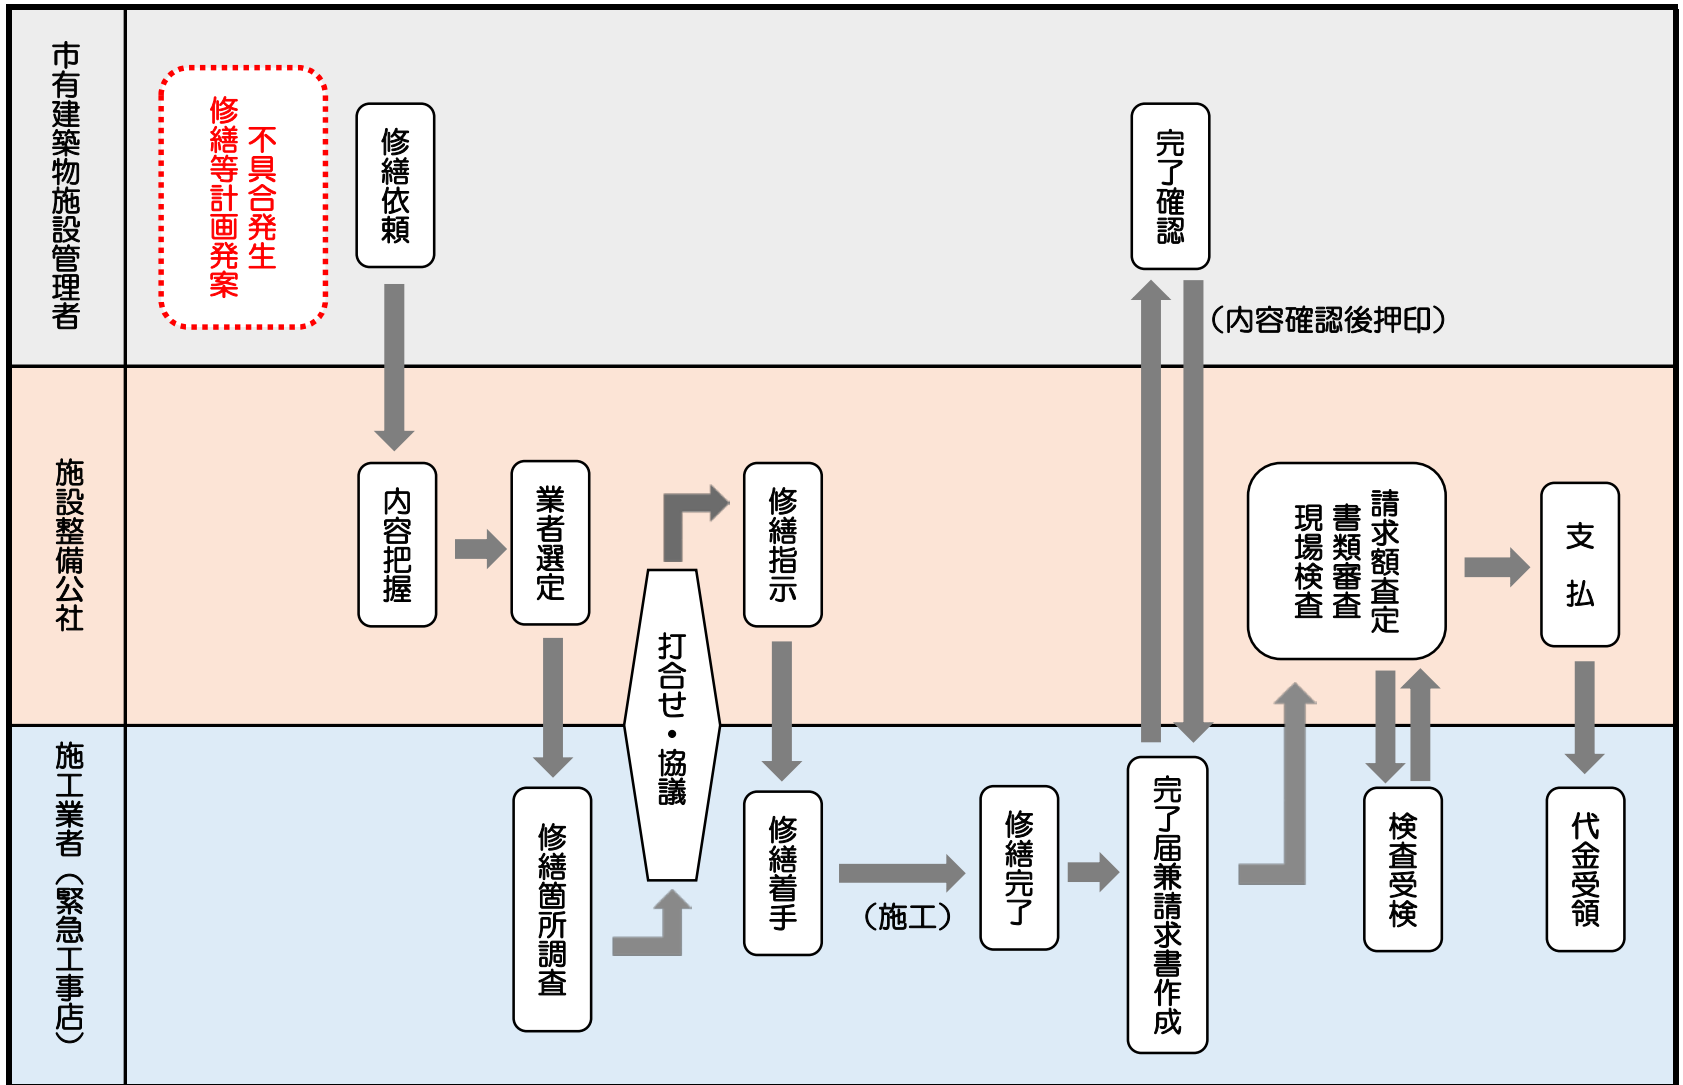 市有建築物施設管理者
不具合発生
修繕等計画発案
修繕依頼
完了確認
（内容確認後押印）
施設整備公社
内容把握
業者選定
打合せ・協議
修繕指示
請求額査定
書類審査
現場検査
支払
施工業者（緊急工事店）
修繕箇所調査
修繕着手
（施工）
修繕完了
完了届兼請求書作成
検査受検
代金受領